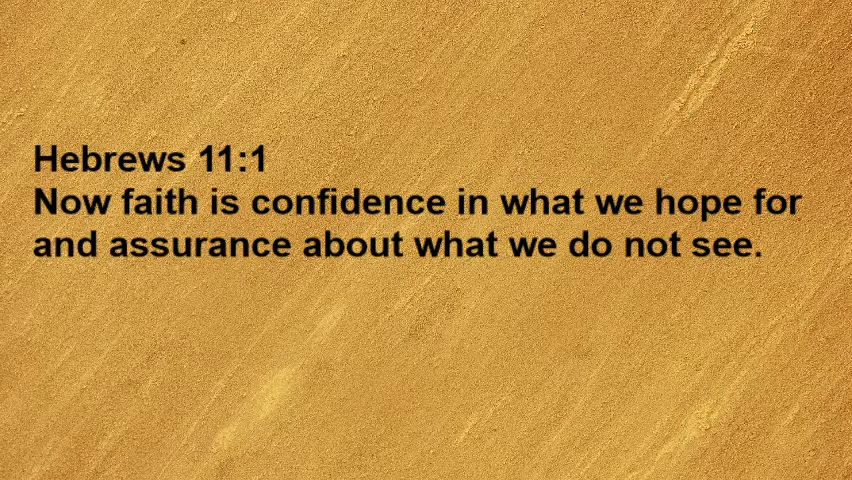 Hebrews 11:1
Now faith is confidence in what we hope for
and assurance about what we do not see.